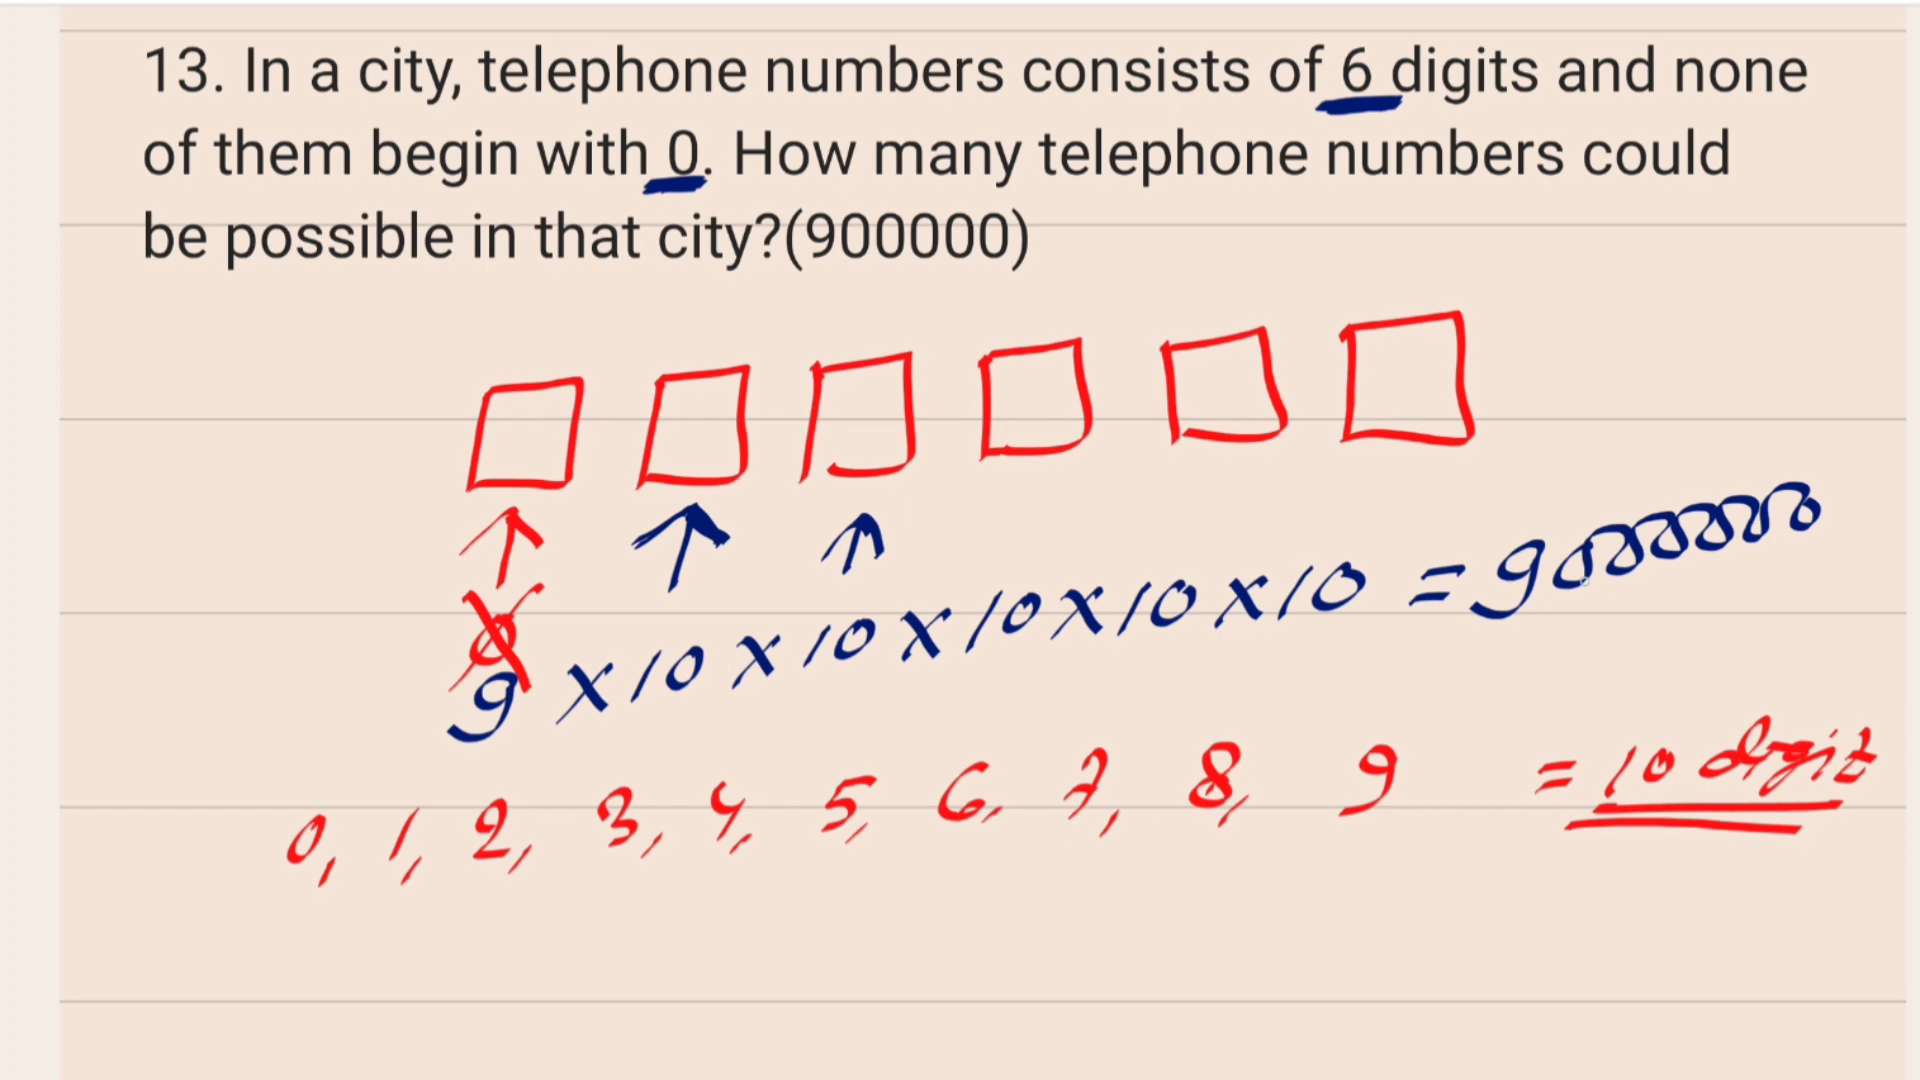 13. In a city, telephone numbers consists of 6 digits and none
of them begin with 0. How many telephone numbers could
be possible in that city?(900000)
0
9 x 10 x 10 x 10 x 10 x 10 = 900000
0, 1, 2, 3, 4, 5, 6, 7, 8, 9 = 10 digit